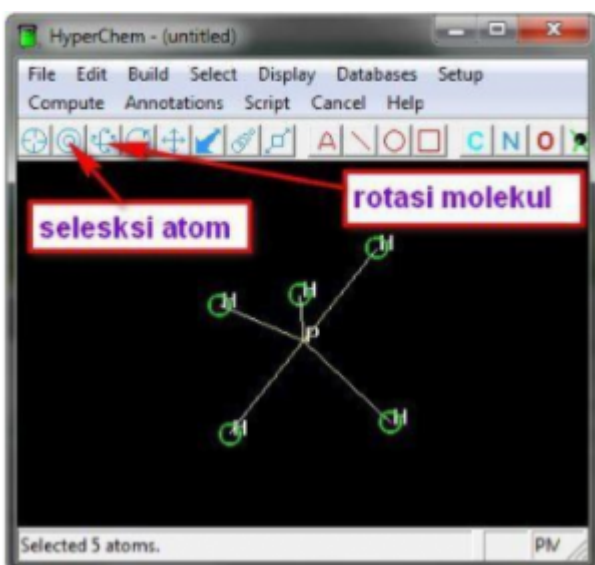 HyperChem - (untitled)
File Edit Build Select Display Databases Setup
Compute Annotations Script Cancel Help
A C N O
rotasi molekul
selesksi atom
H
H H
P
H H
Selected 5 atoms.
PM